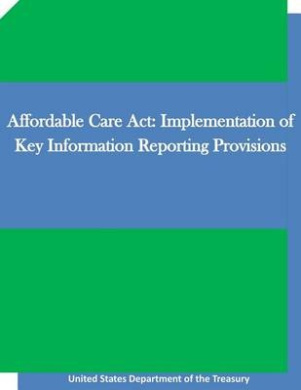 Affordable Care Act: Implementation of
Key Information Reporting Provisions
United States Department of the Treasury